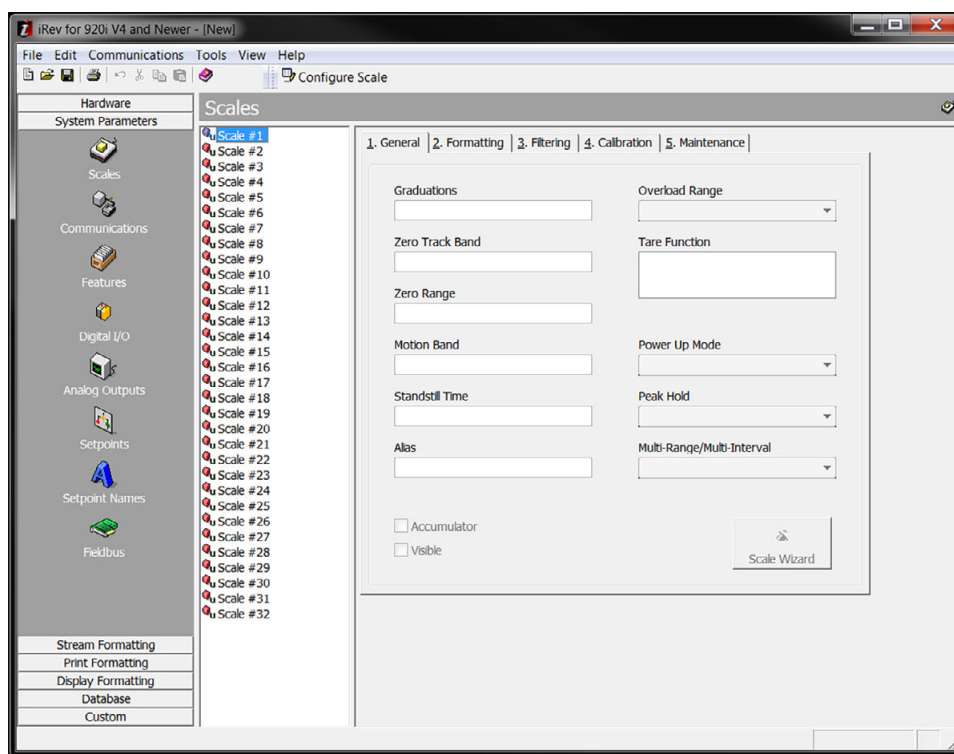 iRev for 920i V4 and Newer - [New]
File Edit Communications Tools View Help
Configure Scale
Hardware
System Parameters
Scales
Communications
Features
Digital I/O
Analog Outputs
Setpoints
Setpoint Names
Fieldbus
Stream Formatting
Print Formatting
Display Formatting
Database
Custom
Scales
u Scale #1
u Scale #2
u Scale #3
u Scale #4
u Scale #5
u Scale #6
u Scale #7
u Scale #8
u Scale #9
u Scale #10
u Scale #11
u Scale #12
u Scale #13
u Scale #14
u Scale #15
u Scale #16
u Scale #17
u Scale #18
u Scale #19
u Scale #20
u Scale #21
u Scale #22
u Scale #23
u Scale #24
u Scale #25
u Scale #26
u Scale #27
u Scale #28
u Scale #29
u Scale #30
u Scale #31
u Scale #32
1. General 2. Formatting 3. Filtering 4. Calibration 5. Maintenance
Graduations
Overload Range
Zero Track Band
Tare Function
Zero Range
Motion Band
Power Up Mode
Standstill Time
Peak Hold
Alias
Multi-Range/Multi-Interval
Accumulator
Visible
Scale Wizard